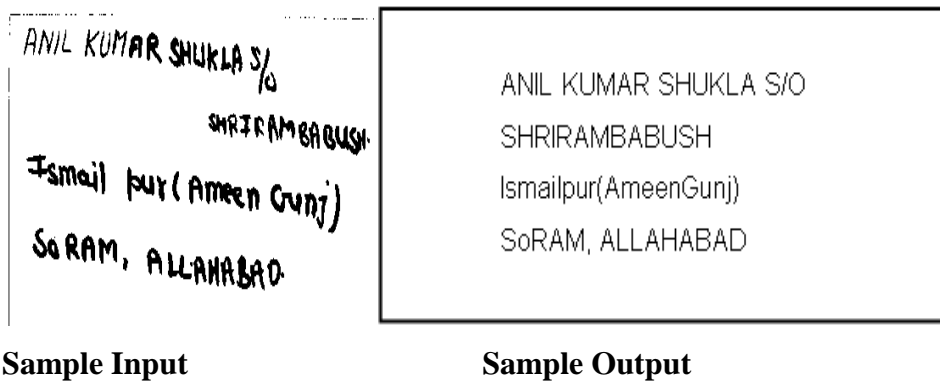 ANIL KUMAR SHUKLA S/o
SHRIRAMBABUSH.
Ismail pur (Ameen Gunj)
SoRAM, ALLAHABAD.
ANIL KUMAR SHUKLA S/O
SHRIRAMBABUSH
Ismailpur(AmeenGunj)
SoRAM, ALLAHABAD
Sample Input
Sample Output